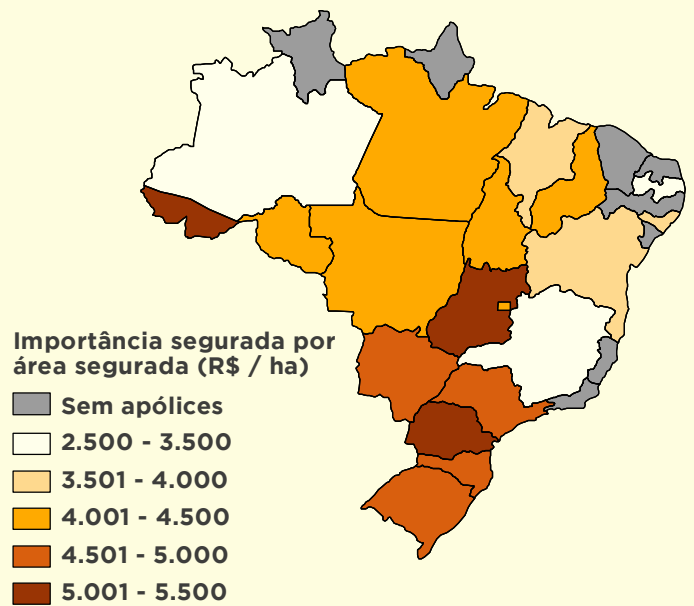 Importância segurada por
área segurada (R$ / ha)
Sem apólices
2.500 - 3.500
3.501 - 4.000
4.001 - 4.500
4.501 - 5.000
5.001 - 5.500